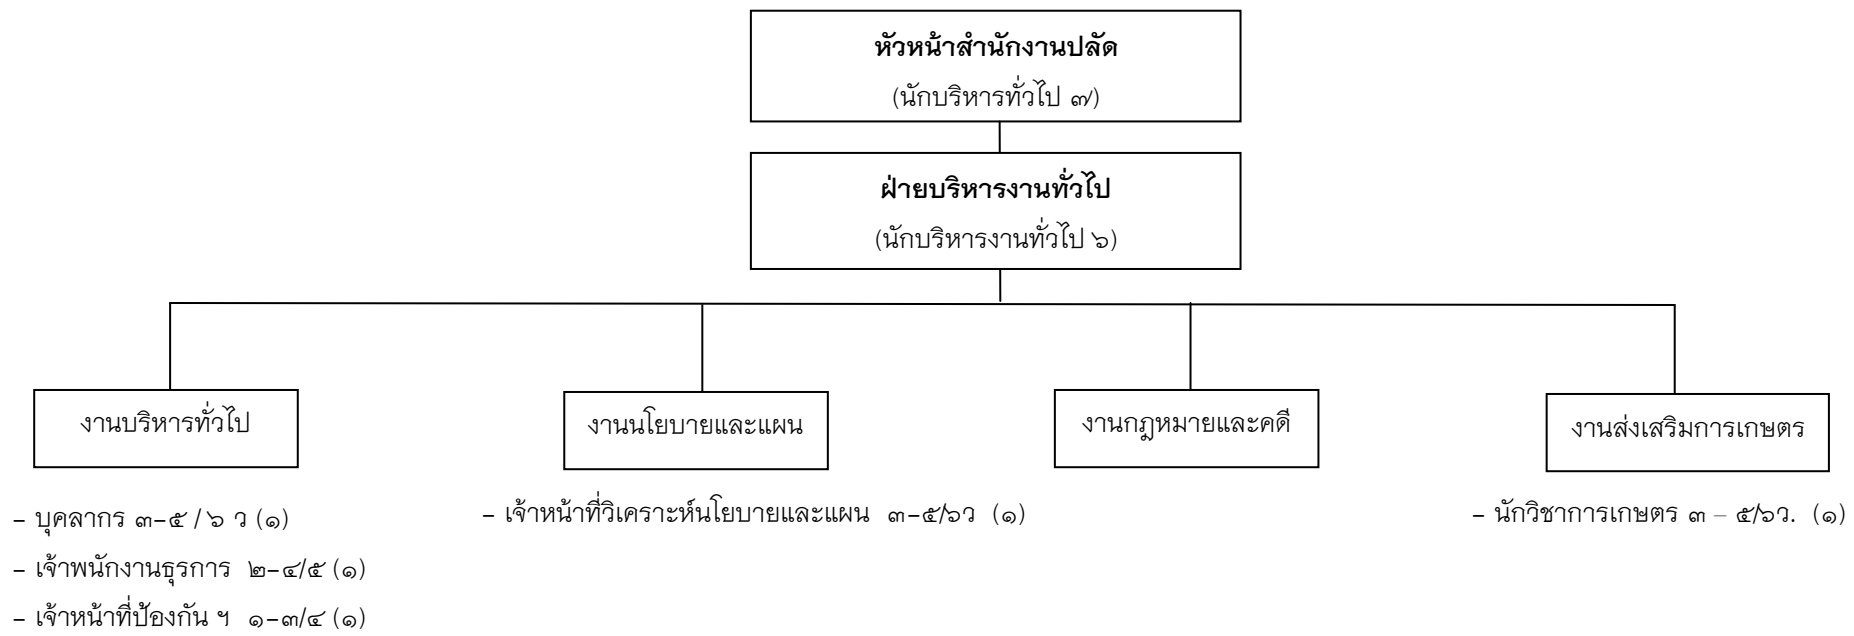 หัวหน้าสำนักงานปลัด
(นักบริหารทั่วไป ๗)
ฝ่ายบริหารงานทั่วไป
(นักบริหารงานทั่วไป ๖)
งานบริหารทั่วไป
งานนโยบายและแผน
งานกฎหมายและคดี
งานส่งเสริมการเกษตร
- บุคลากร ๓-๕ / ๖ ว (๑)
- เจ้าพนักงานธุรการ ๒-๔/๕ (๑)
- เจ้าหน้าที่ป้องกัน ฯ ๑-๓/๔ (๑)
- เจ้าหน้าที่วิเคราะห์นโยบายและแผน ๓-๕/๖ว (๑)
- นักวิชาการเกษตร ๓ – ๕/๖ว. (๑)